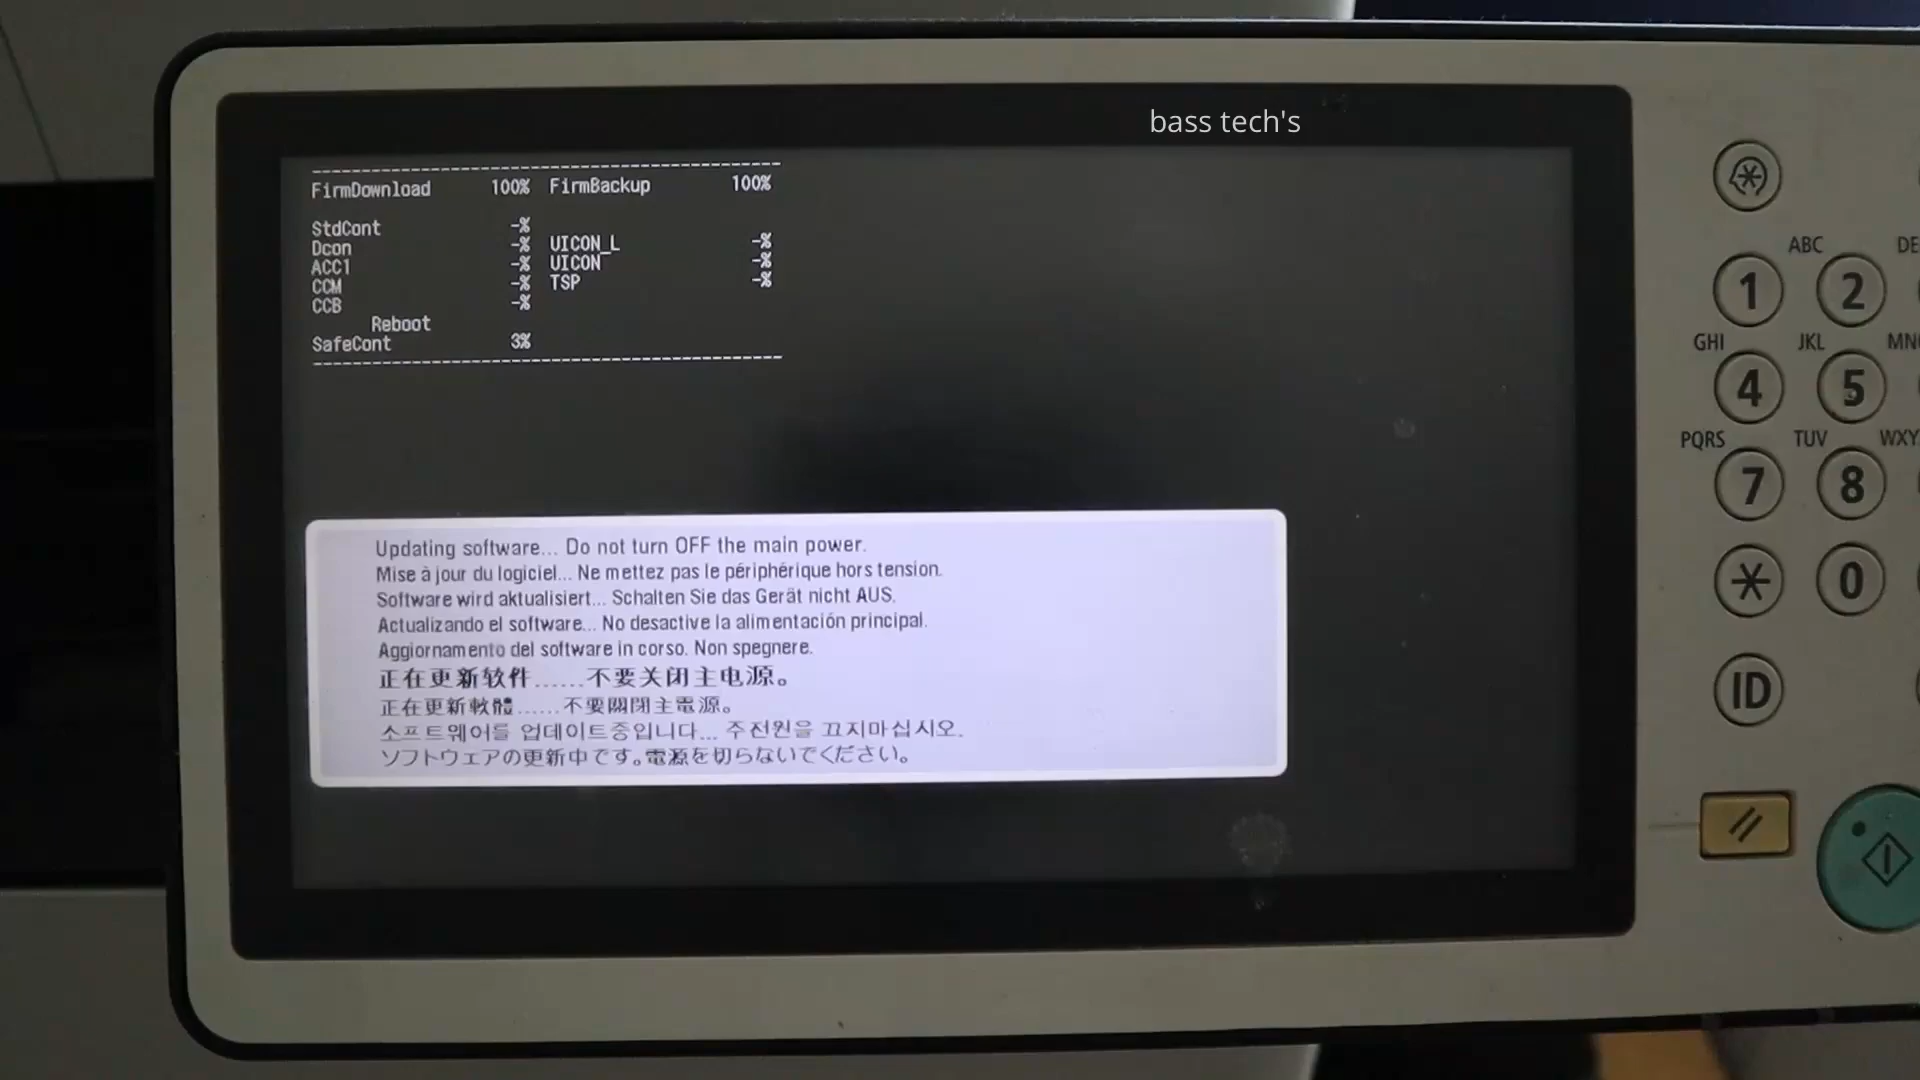 bass tech's
FirmDownload 100% FirmBackup 100%
StdCont -%
Dcon -% UICON_L -%
ACC1 -% UICON -%
CCM -% TSP -%
CCB -%
Reboot
SafeCont 3%
Updating software... Do not turn OFF the main power.
Mise à jour du logiciel... Ne mettez pas le périphérique hors tension.
Software wird aktualisiert... Schalten Sie das Gerät nicht AUS.
Actualizando el software... No desactive la alimentación principal.
Aggiornamento del software in corso. Non spegnere.
正在更新软件......不要关闭主电源。
正在更新軟體......不要關閉主電源。
소프트웨어를 업데이트중입니다... 주전원을 끄지마십시오.
ソフトウェアの更新中です。電源を切らないでください。
ABC DE
1 2
GHI JKL MN
4 5
PQRS TUV WXY
7 8
* 0
ID